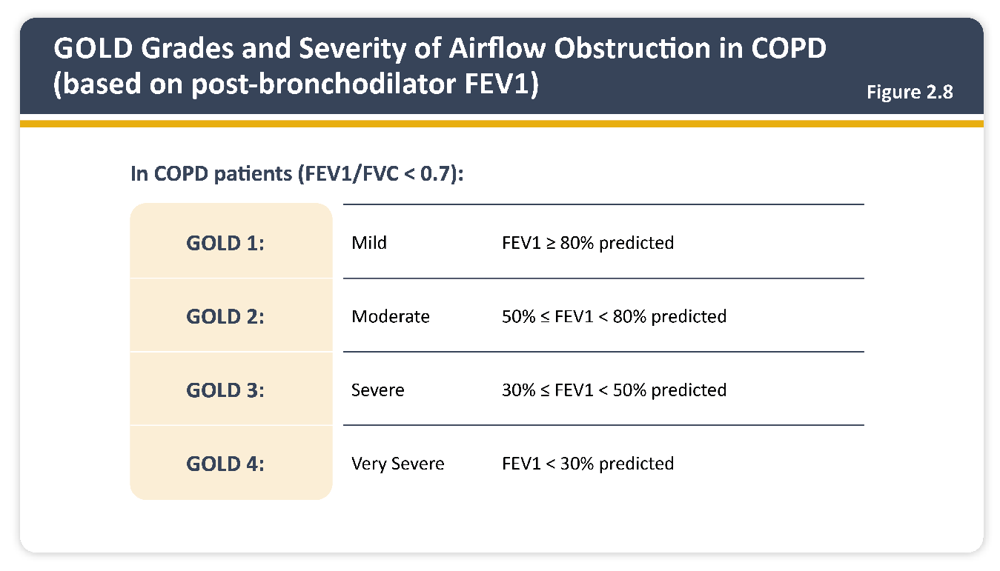 GOLD Grades and Severity of Airflow Obstruction in COPD
(based on post-bronchodilator FEV1)
Figure 2.8
In COPD patients (FEV1/FVC < 0.7):
GOLD 1: Mild FEV1 ≥ 80% predicted
GOLD 2: Moderate 50% ≤ FEV1 < 80% predicted
GOLD 3: Severe 30% ≤ FEV1 < 50% predicted
GOLD 4: Very Severe FEV1 < 30% predicted